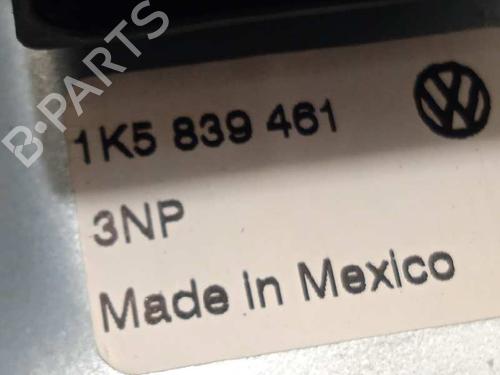 B-PARTS
1K5 839 461
3NP
Made in Mexico